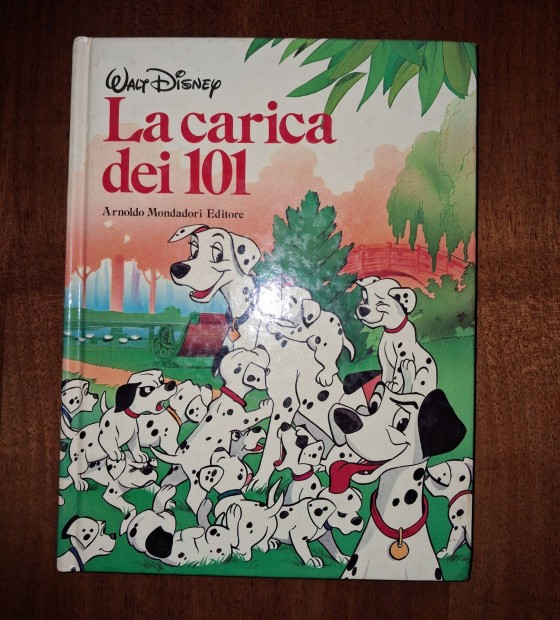 Walt Disney
La carica
dei 101
Arnoldo Mondadori Editore